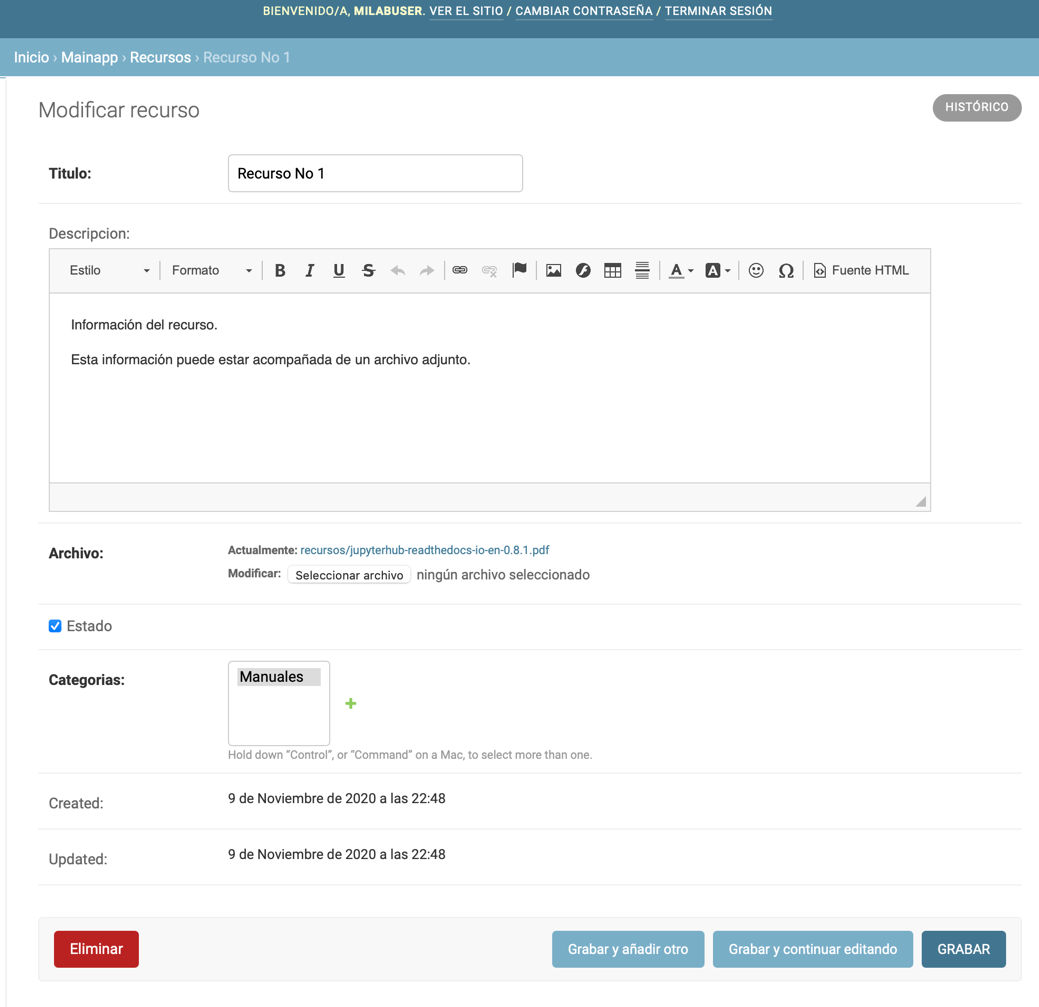 BIENVENIDO/A, MILABUSER. VER EL SITIO / CAMBIAR CONTRASEÑA / TERMINAR SESIÓN
Inicio › Mainapp › Recursos › Recurso No 1
Modificar recurso
HISTÓRICO
Titulo: Recurso No 1
Descripcion:
Estilo Formato B I U S A A Ω Fuente HTML
Información del recurso.
Esta información puede estar acompañada de un archivo adjunto.
Archivo: Actualmente: recursos/jupyterhub-readthedocs-io-en-0.8.1.pdf
Modificar: Seleccionar archivo ningún archivo seleccionado
Estado
Categorias: Manuales
Hold down “Control”, or “Command” on a Mac, to select more than one.
Created: 9 de Noviembre de 2020 a las 22:48
Updated: 9 de Noviembre de 2020 a las 22:48
Eliminar Grabar y añadir otro Grabar y continuar editando GRABAR